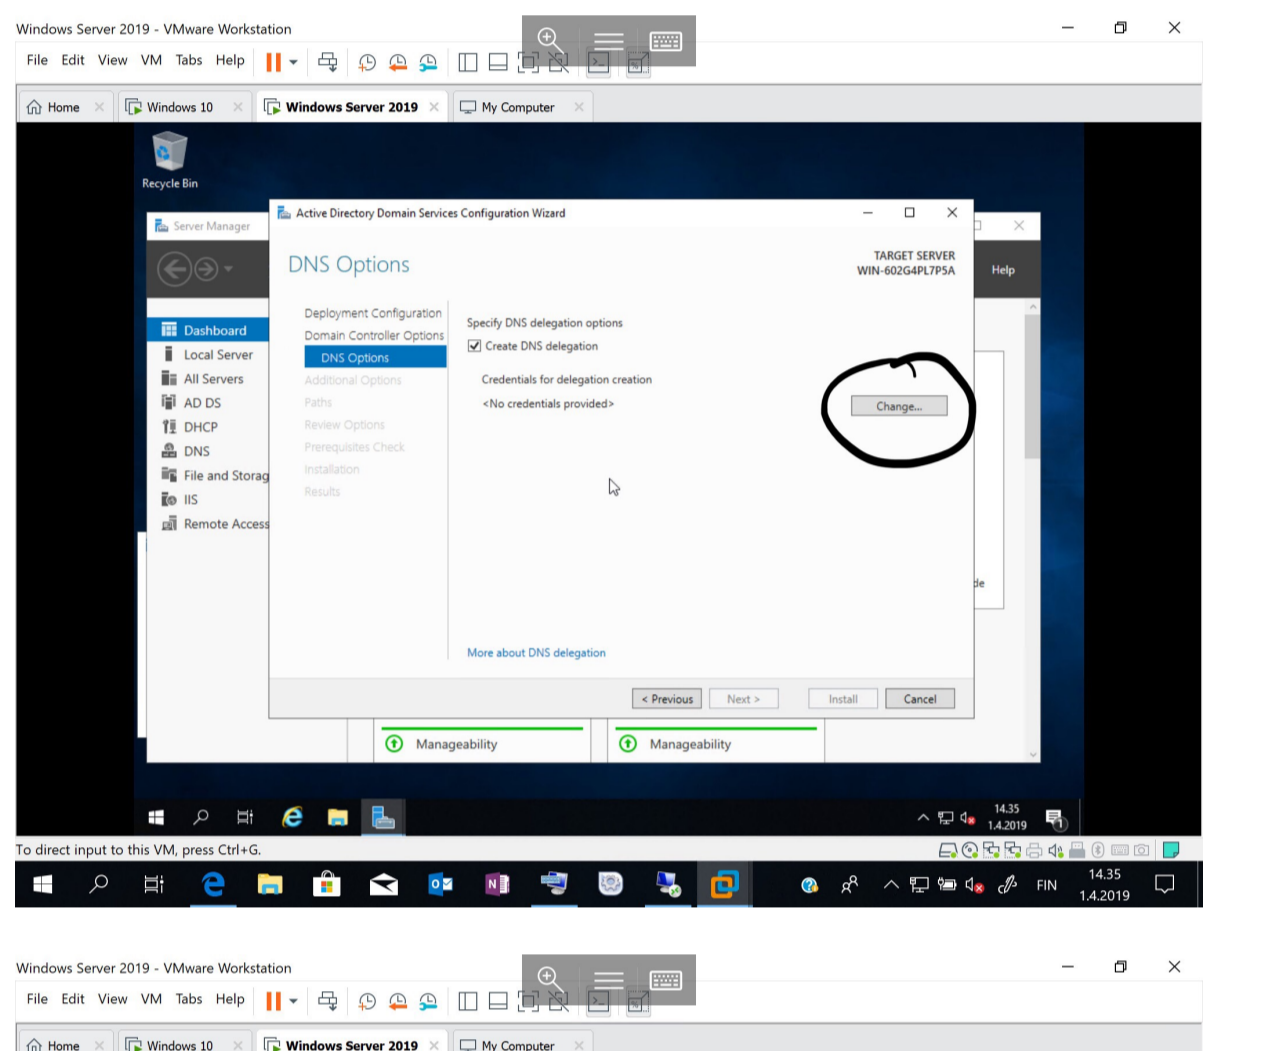 Windows Server 2019 - VMware Workstation
File Edit View VM Tabs Help
Home Windows 10 Windows Server 2019 My Computer
Recycle Bin
Server Manager
Active Directory Domain Services Configuration Wizard
DNS Options
TARGET SERVER
WIN-602G4PL7P5A
Help
Dashboard
Local Server
All Servers
AD DS
DHCP
DNS
File and Storag
IIS
Remote Access
Deployment Configuration
Domain Controller Options
DNS Options
Additional Options
Paths
Review Options
Prerequisites Check
Installation
Results
Specify DNS delegation options
Create DNS delegation
Credentials for delegation creation
<No credentials provided>
Change...
de
More about DNS delegation
< Previous Next > Install Cancel
Manageability Manageability
14.35
1.4.2019
To direct input to this VM, press Ctrl+G.
FIN
14.35
1.4.2019
Windows Server 2019 - VMware Workstation
File Edit View VM Tabs Help
Home Windows 10 Windows Server 2019 My Computer